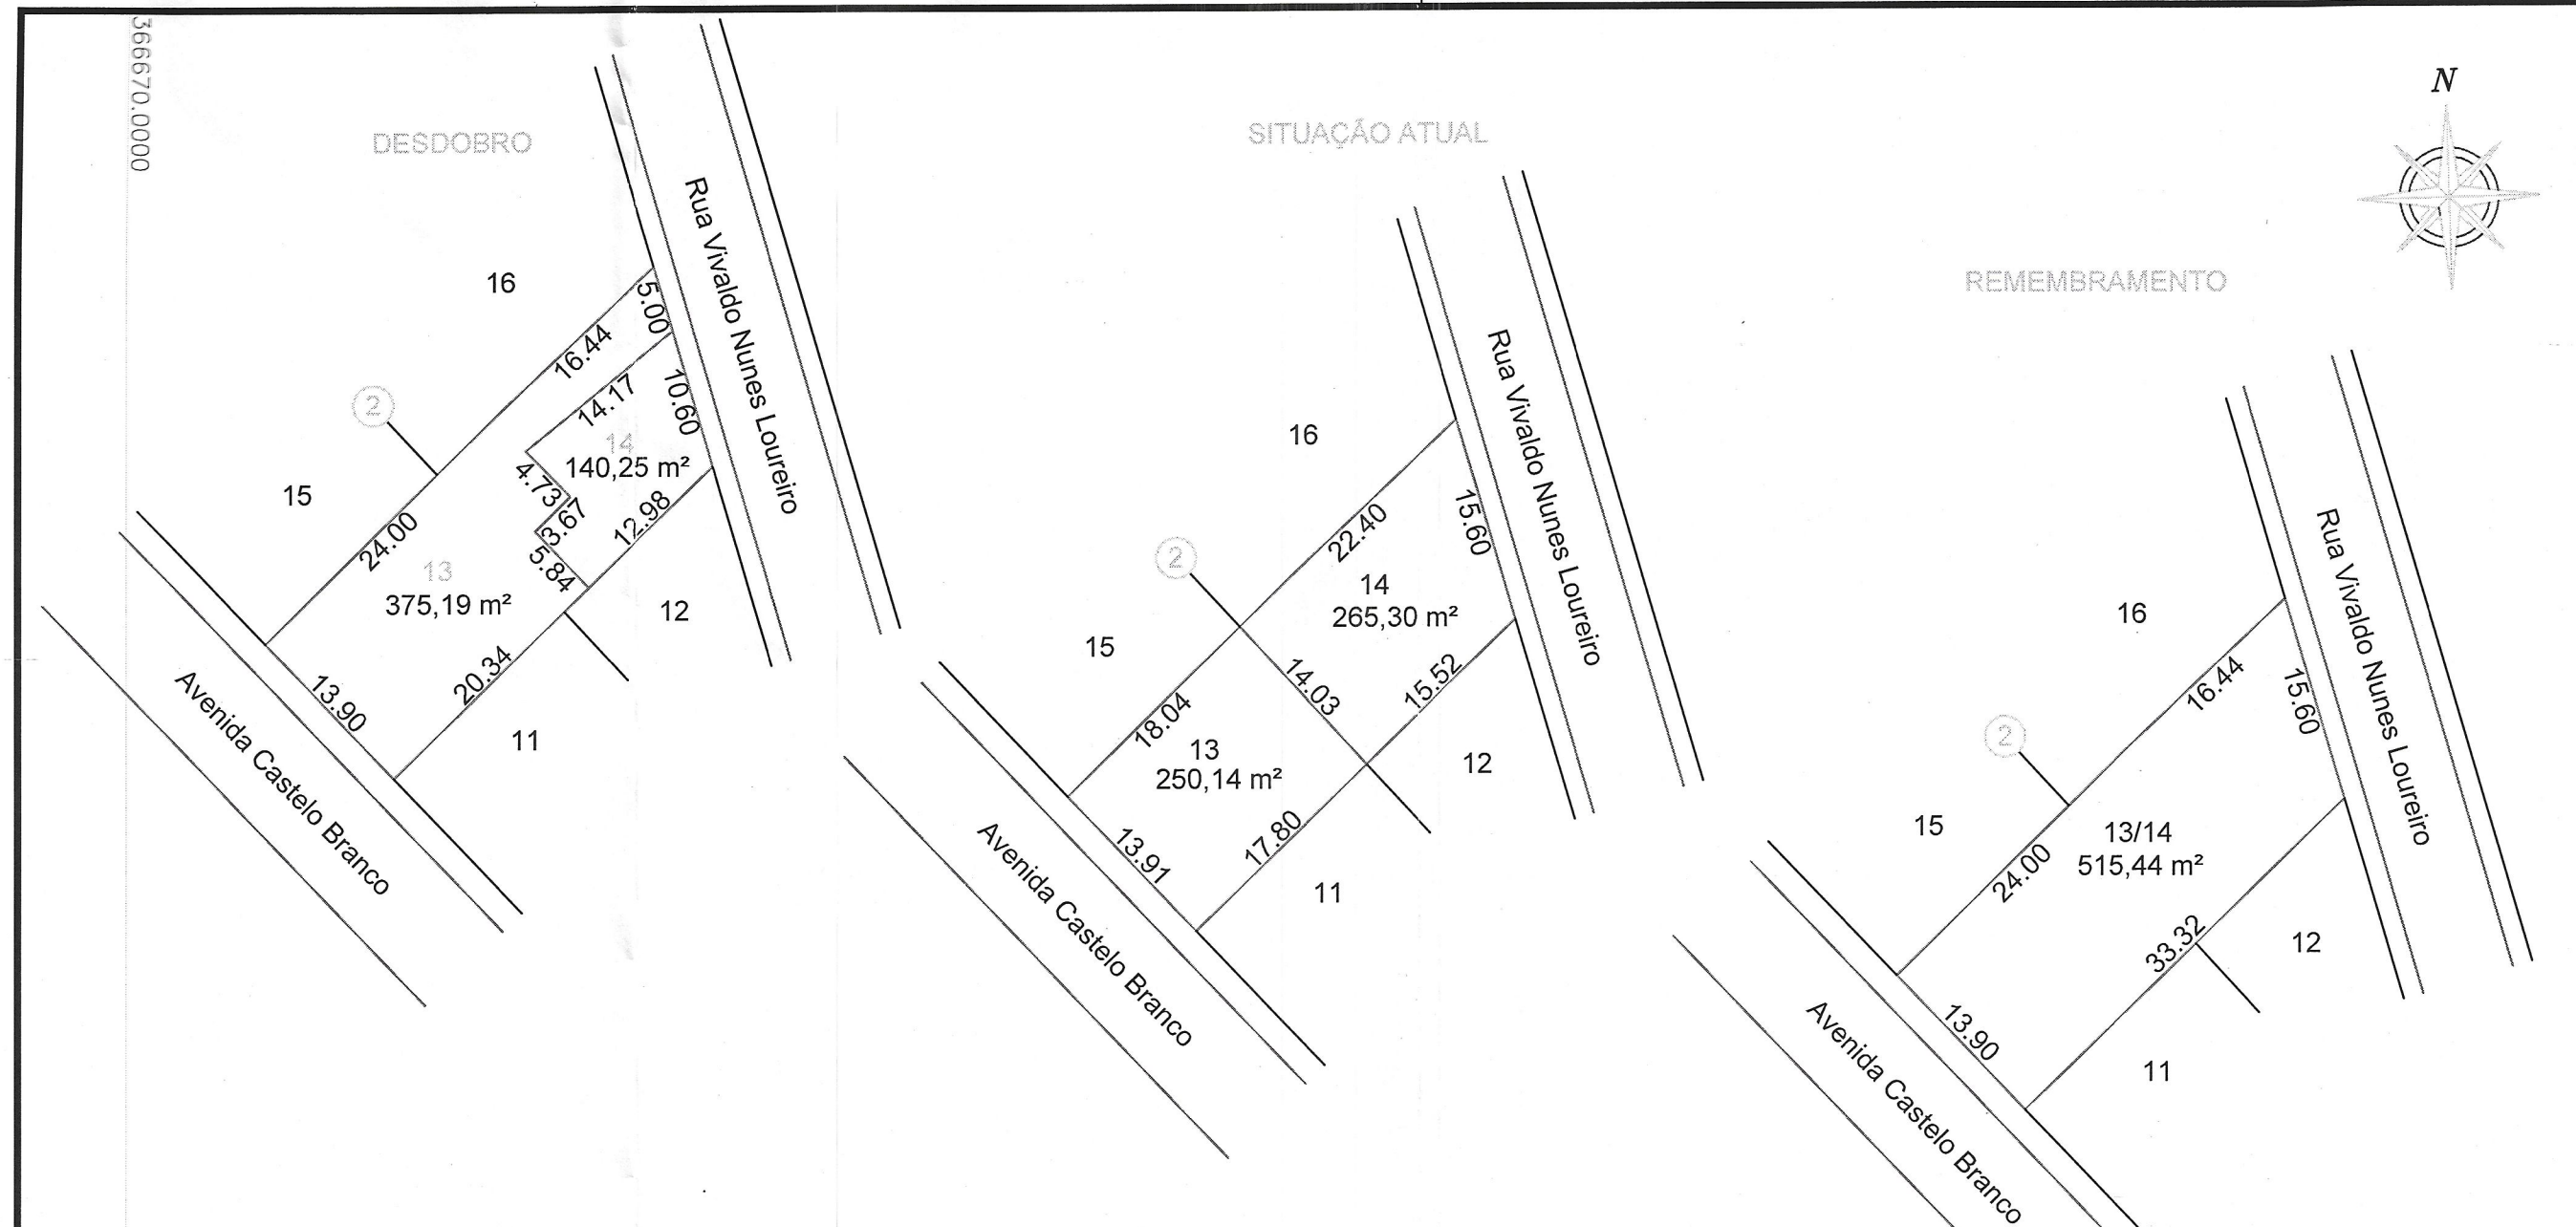 366670.0000
DESDOBRO
16
5.00
16.44
Rua Vivaldo Nunes Loureiro
14.17
10.60
2
14
140,25 m²
4.73
3.67
12.98
15
24.00
5.84
13
375,19 m²
12
20.34
13.90
11
Avenida Castelo Branco
SITUAÇÃO ATUAL
16
Rua Vivaldo Nunes Loureiro
22.40
15.60
2
14
265,30 m²
15
14.03
15.52
18.04
13
250,14 m²
12
17.80
13.91
11
Avenida Castelo Branco
N
REMEMBRAMENTO
16
Rua Vivaldo Nunes Loureiro
16.44
15.60
2
15
13/14
515,44 m²
24.00
33.32
12
13.90
11
Avenida Castelo Branco